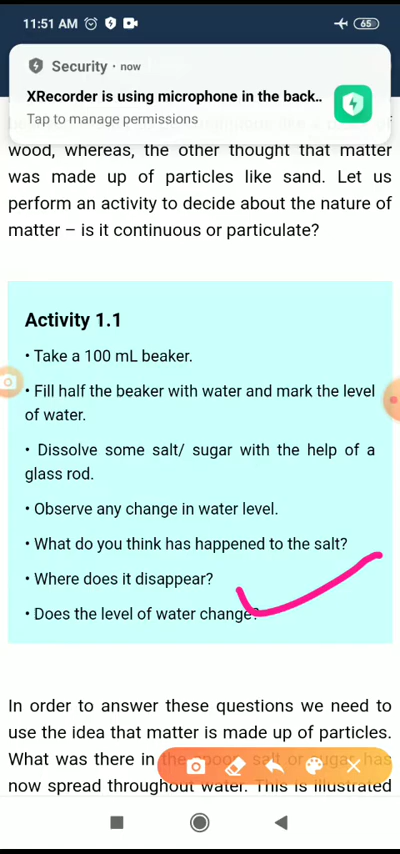 11:51 AM
65
Security · now
XRecorder is using microphone in the back..
Tap to manage permissions
wood, whereas, the other thought that matter
was made up of particles like sand. Let us
perform an activity to decide about the nature of
matter – is it continuous or particulate?
Activity 1.1
• Take a 100 mL beaker.
• Fill half the beaker with water and mark the level
of water.
• Dissolve some salt/ sugar with the help of a
glass rod.
• Observe any change in water level.
• What do you think has happened to the salt?
• Where does it disappear?
• Does the level of water change?
In order to answer these questions we need to
use the idea that matter is made up of particles.
What was there in the spoon, salt or sugar, has
now spread throughout water. This is illustrated